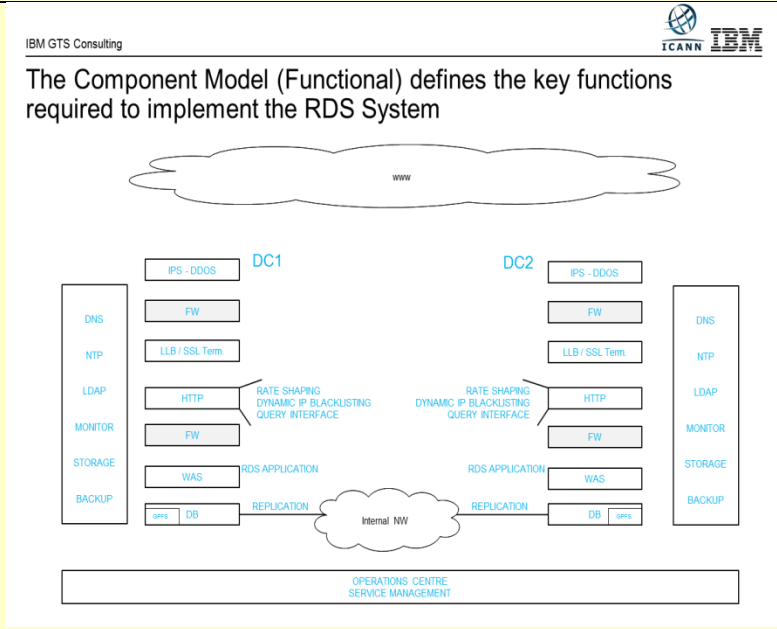 IBM GTS Consulting
ICANN
IBM
The Component Model (Functional) defines the key functions
required to implement the RDS System
www
DC1
DC2
IPS - DDOS
IPS - DDOS
FW
FW
LLB / SSL Term.
LLB / SSL Term.
HTTP
RATE SHAPING
DYNAMIC IP BLACKLISTING
QUERY INTERFACE
RATE SHAPING
DYNAMIC IP BLACKLISTING
QUERY INTERFACE
HTTP
FW
FW
WAS
RDS APPLICATION
RDS APPLICATION
WAS
GPFS
DB
REPLICATION
Internal NW
REPLICATION
DB
GPFS
DNS
NTP
LDAP
MONITOR
STORAGE
BACKUP
DNS
NTP
LDAP
MONITOR
STORAGE
BACKUP
OPERATIONS CENTRE
SERVICE MANAGEMENT